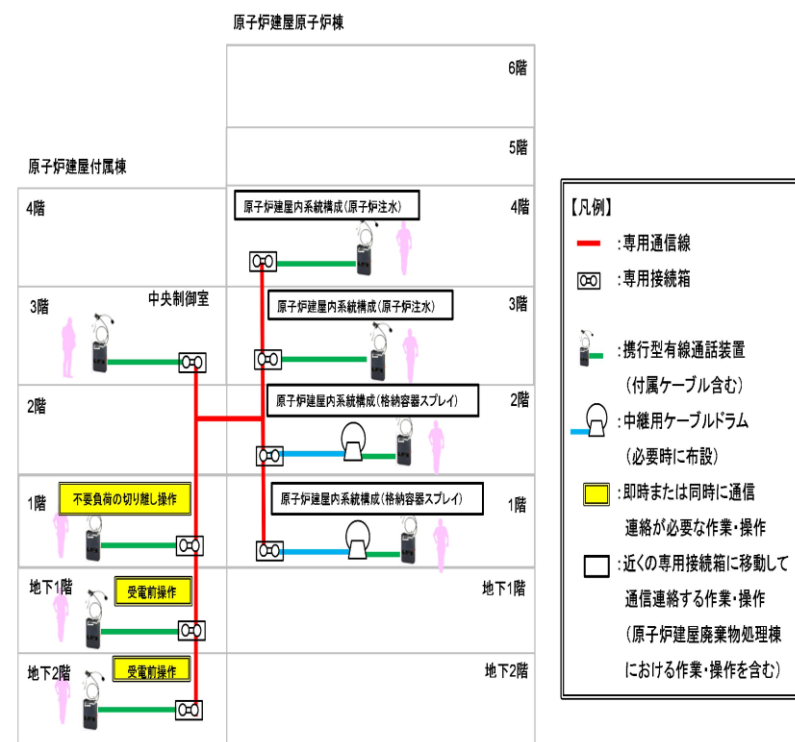 原子炉建屋原子炉棟
6階
5階
原子炉建屋付属棟
4階
原子炉建屋内系統構成(原子炉注水)
4階
3階
中央制御室
原子炉建屋内系統構成(原子炉注水)
3階
2階
原子炉建屋内系統構成(格納容器スプレイ)
2階
1階
不要負荷の切り離し操作
原子炉建屋内系統構成(格納容器スプレイ)
1階
地下1階
受電前操作
地下1階
地下2階
受電前操作
地下2階
【凡例】
:専用通信線
:専用接続箱
:携行型有線通話装置
(付属ケーブル含む)
:中継用ケーブルドラム
(必要時に布設)
:即時または同時に通信
連絡が必要な作業・操作
:近くの専用接続箱に移動して
通信連絡する作業・操作
(原子炉建屋廃棄物処理棟
における作業・操作を含む)